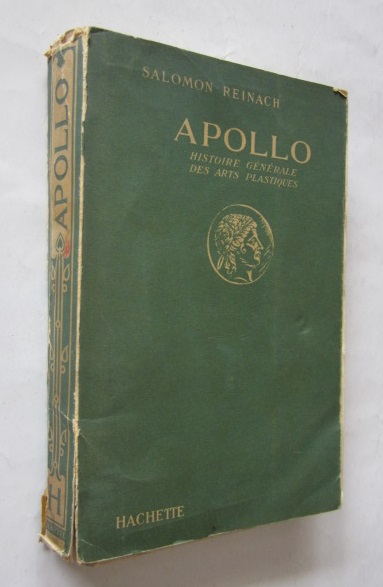 SALOMON REINACH
APOLLO
HISTOIRE GÉNÉRALE
DES ARTS PLASTIQUES
HACHETTE
APOLLO
H